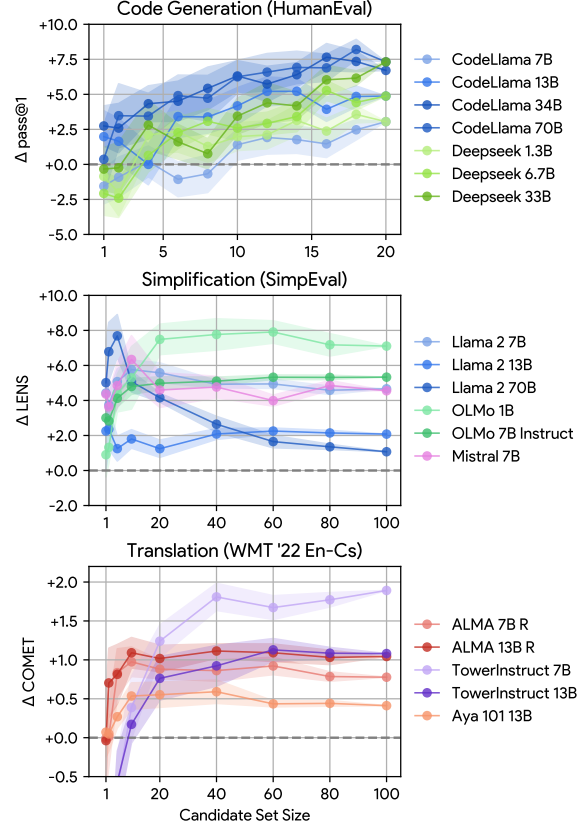 Code Generation (HumanEval)
+10.0
+7.5
+5.0
+2.5
+0.0
-2.5
-5.0
Δ pass@1
1 5 10 15 20
CodeLlama 7B
CodeLlama 13B
CodeLlama 34B
CodeLlama 70B
Deepseek 1.3B
Deepseek 6.7B
Deepseek 33B
Simplification (SimpEval)
+10.0
+8.0
+6.0
+4.0
+2.0
+0.0
-2.0
Δ LENS
1 20 40 60 80 100
Llama 2 7B
Llama 2 13B
Llama 2 70B
OLMo 1B
OLMo 7B Instruct
Mistral 7B
Translation (WMT '22 En-Cs)
+2.0
+1.5
+1.0
+0.5
+0.0
-0.5
Δ COMET
1 20 40 60 80 100
Candidate Set Size
ALMA 7B R
ALMA 13B R
TowerInstruct 7B
TowerInstruct 13B
Aya 101 13B